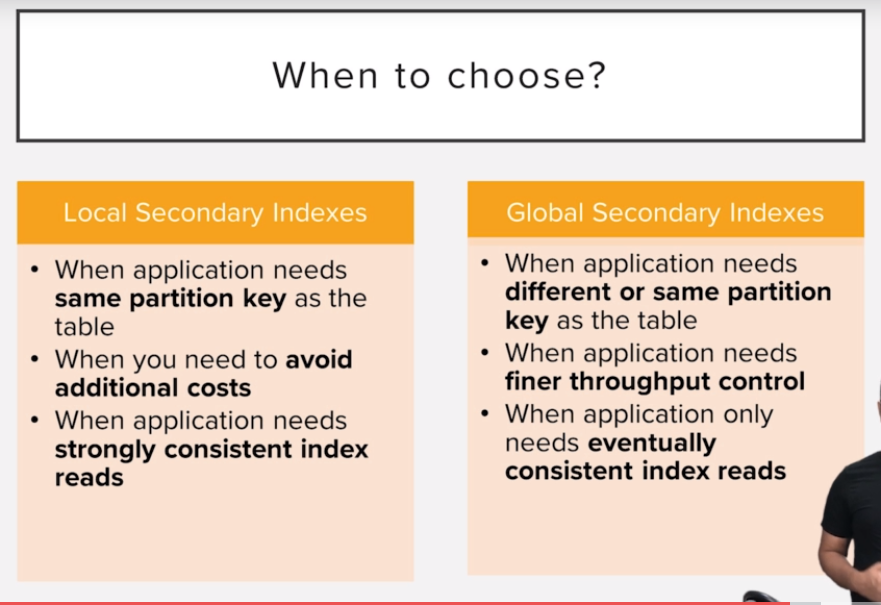 When to choose?
Local Secondary Indexes
• When application needs
same partition key as the
table
• When you need to avoid
additional costs
• When application needs
strongly consistent index
reads
Global Secondary Indexes
• When application needs
different or same partition
key as the table
• When application needs
finer throughput control
• When application only
needs eventually
consistent index reads